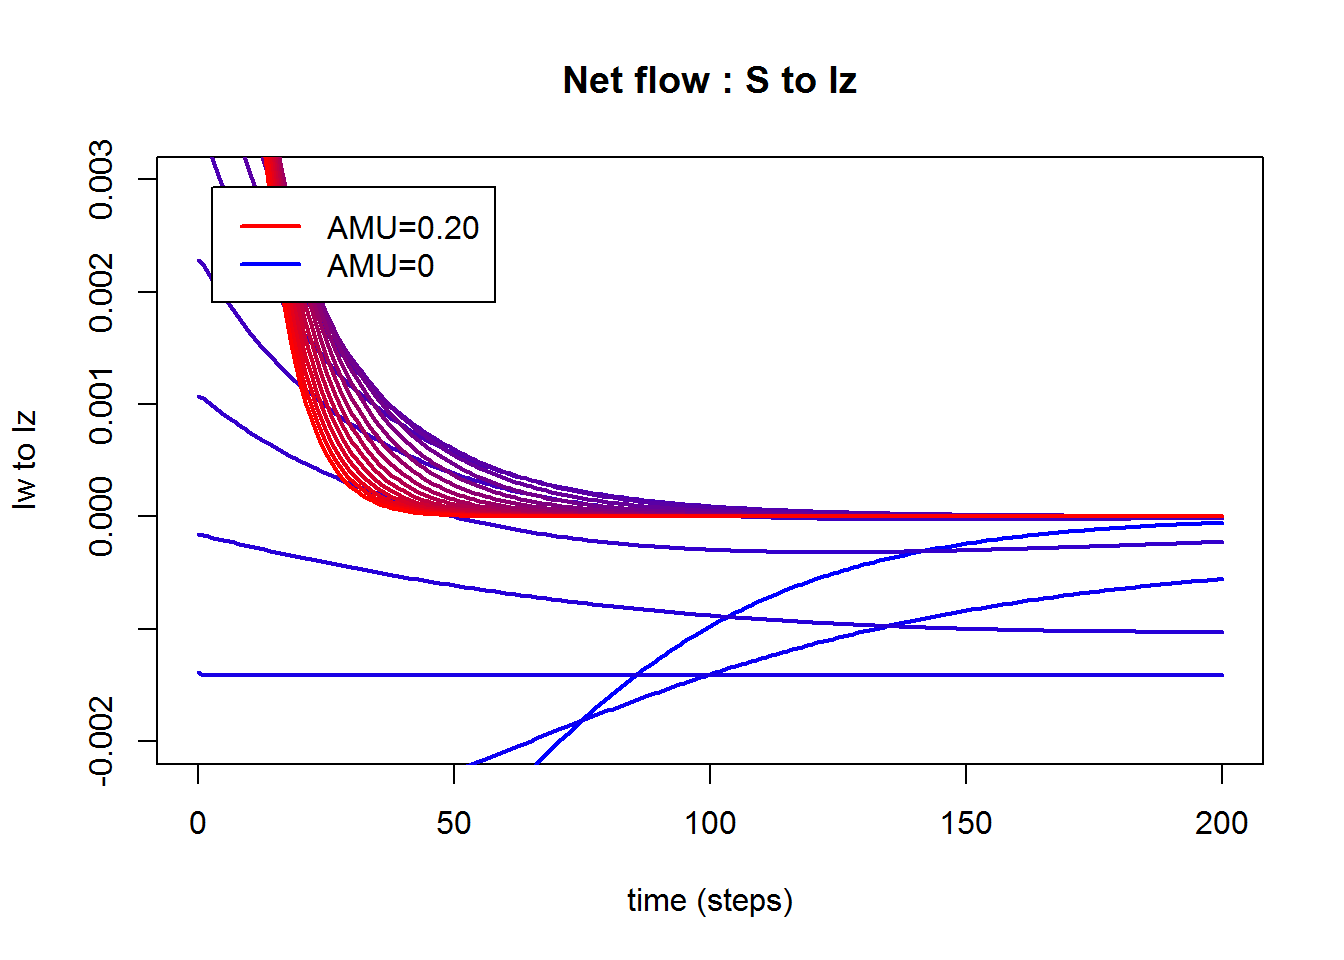 Net flow : S to Iz
0.003
0.002
0.001
0.000
-0.002
Iw to Iz
AMU=0.20
AMU=0
0 50 100 150 200
time (steps)